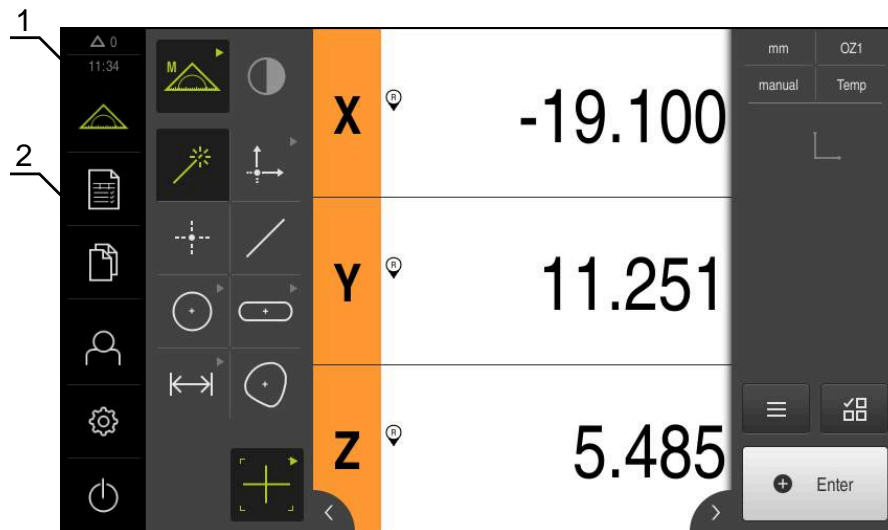 1
2
0
11:34
M
X R -19.100
Y R 11.251
Z R 5.485
mm OZ1
manual Temp
Enter